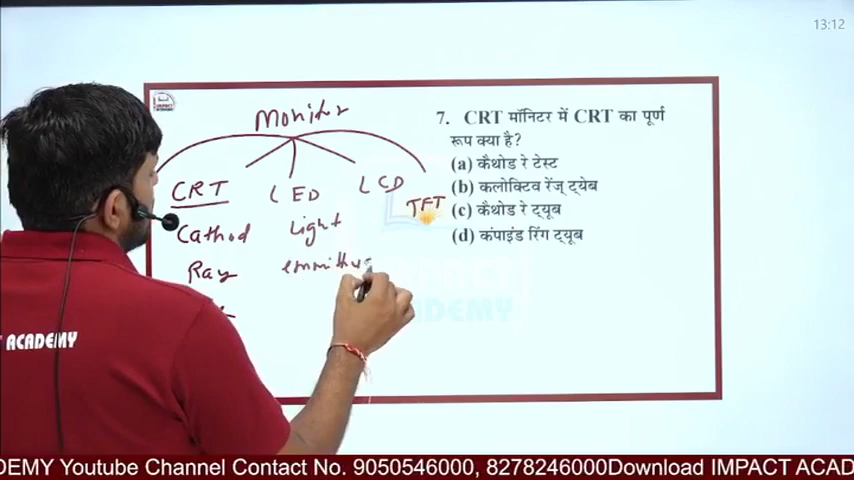 13:12
Monitor
CRT LED LCD TFT
Cathod Light
Ray
7. CRT मॉनिटर में CRT का पूर्ण
रूप क्या है?
(a) कैथोड रे टेस्ट
(b) कलोक्टिव रेंज् ट्येब
(c) कैथोड रे ट्यूब
(d) कंपाइंड रिंग ट्यूब
ACADEMY
DEMY Youtube Channel Contact No. 9050546000, 8278246000Download IMPACT ACAD